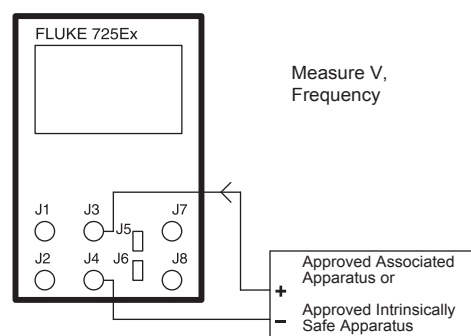 FLUKE 725Ex
Measure V,
Frequency
J1 J3 J7
J5
J2 J4 J6 J8
Approved Associated
Apparatus or
+
Approved Intrinsically
– Safe Apparatus